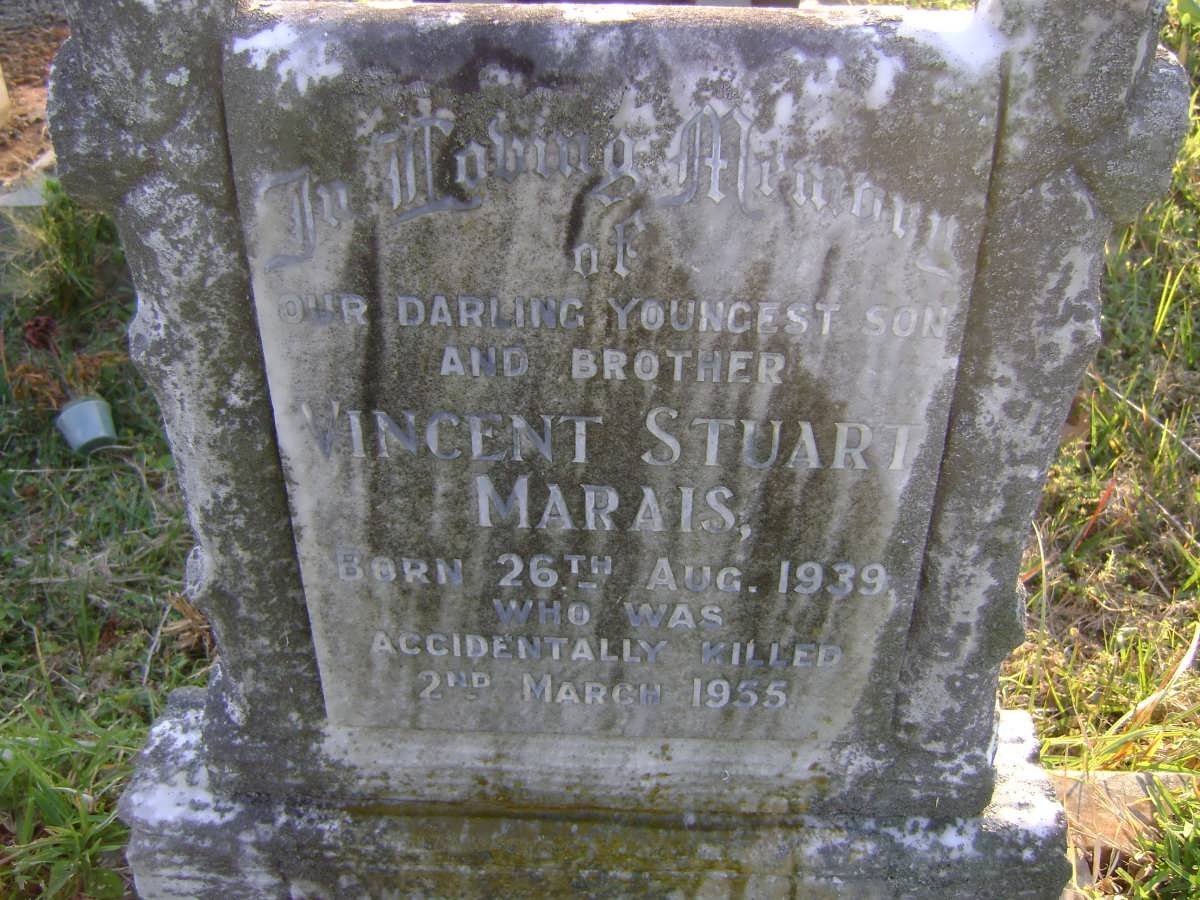 In Loving Memory
of
OUR DARLING YOUNGEST SON
AND BROTHER
VINCENT STUART
MARAIS,
BORN 26TH AUG. 1939
WHO WAS
ACCIDENTALLY KILLED
2ND MARCH 1955.